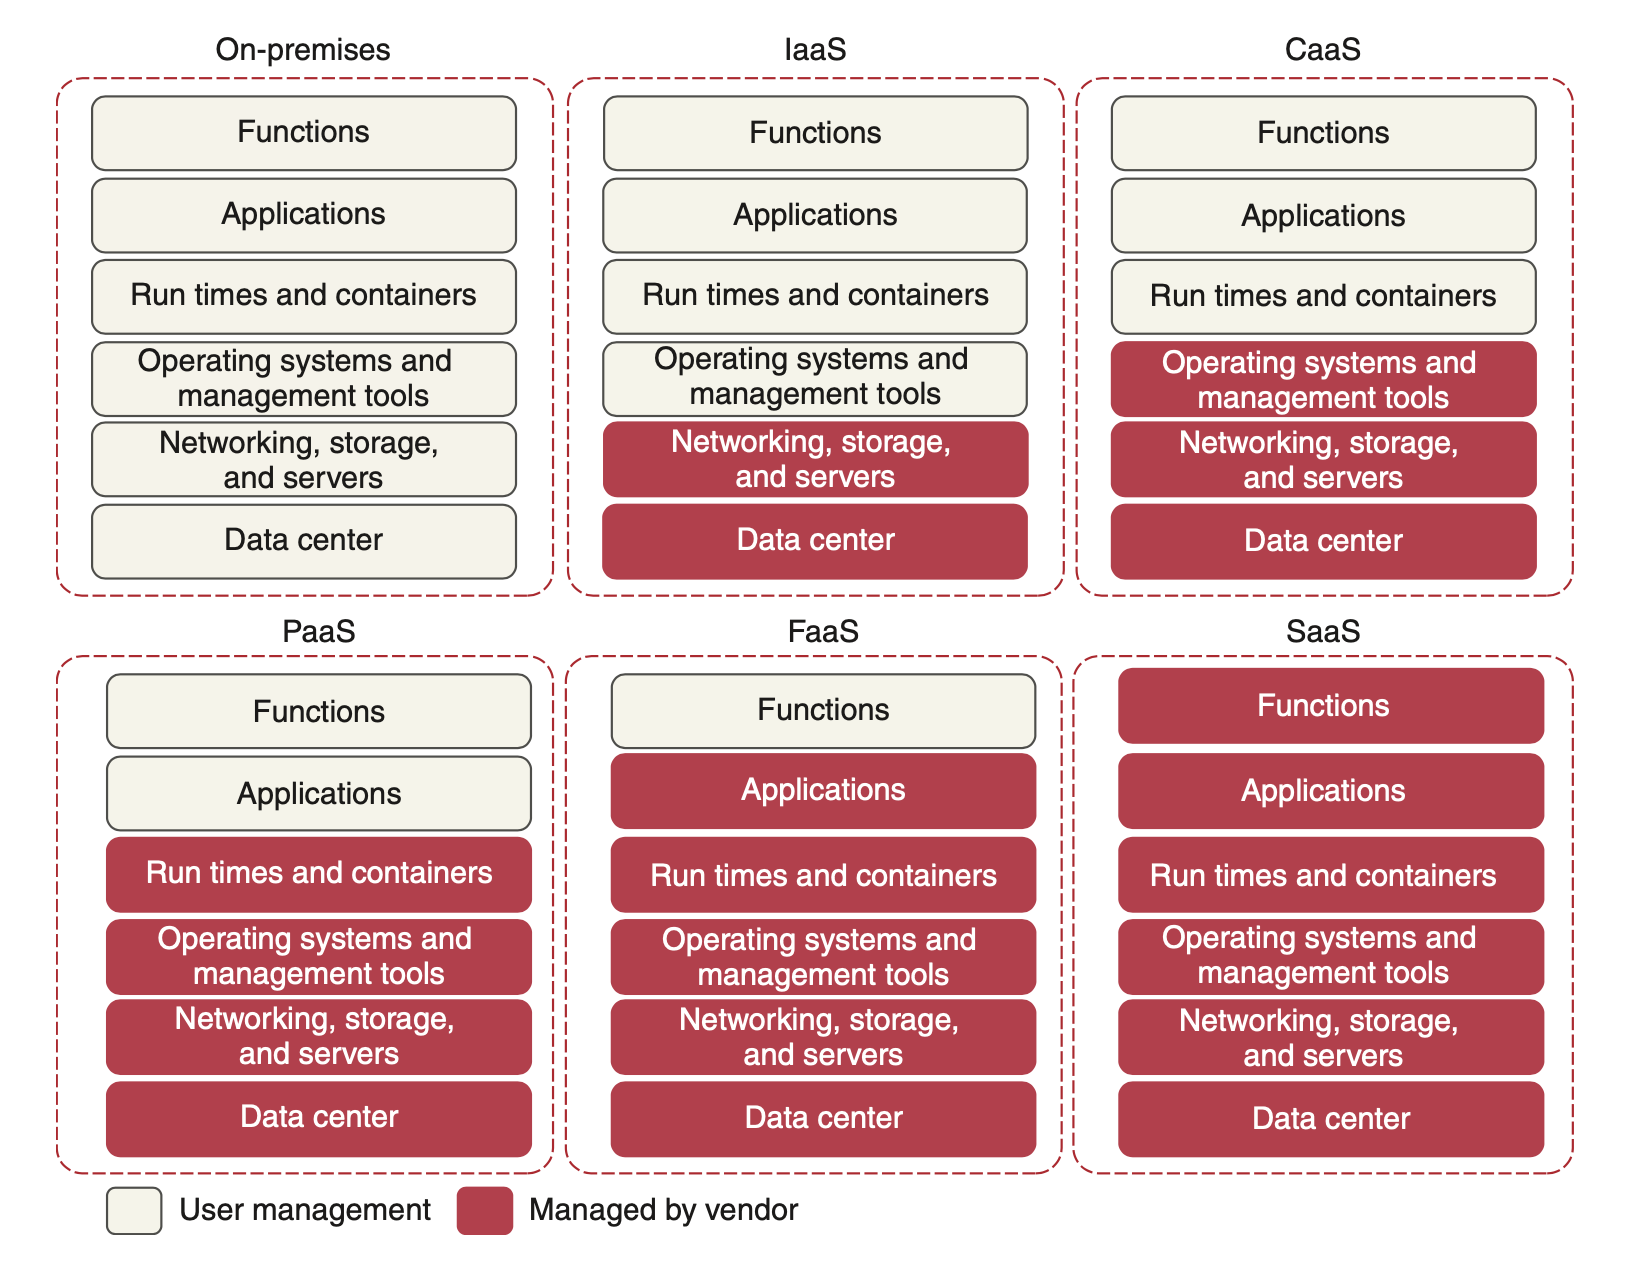 On-premises
Functions
Applications
Run times and containers
Operating systems and
management tools
Networking, storage,
and servers
Data center
IaaS
Functions
Applications
Run times and containers
Operating systems and
management tools
Networking, storage,
and servers
Data center
CaaS
Functions
Applications
Run times and containers
Operating systems and
management tools
Networking, storage,
and servers
Data center
PaaS
Functions
Applications
Run times and containers
Operating systems and
management tools
Networking, storage,
and servers
Data center
FaaS
Functions
Applications
Run times and containers
Operating systems and
management tools
Networking, storage,
and servers
Data center
SaaS
Functions
Applications
Run times and containers
Operating systems and
management tools
Networking, storage,
and servers
Data center
User management
Managed by vendor